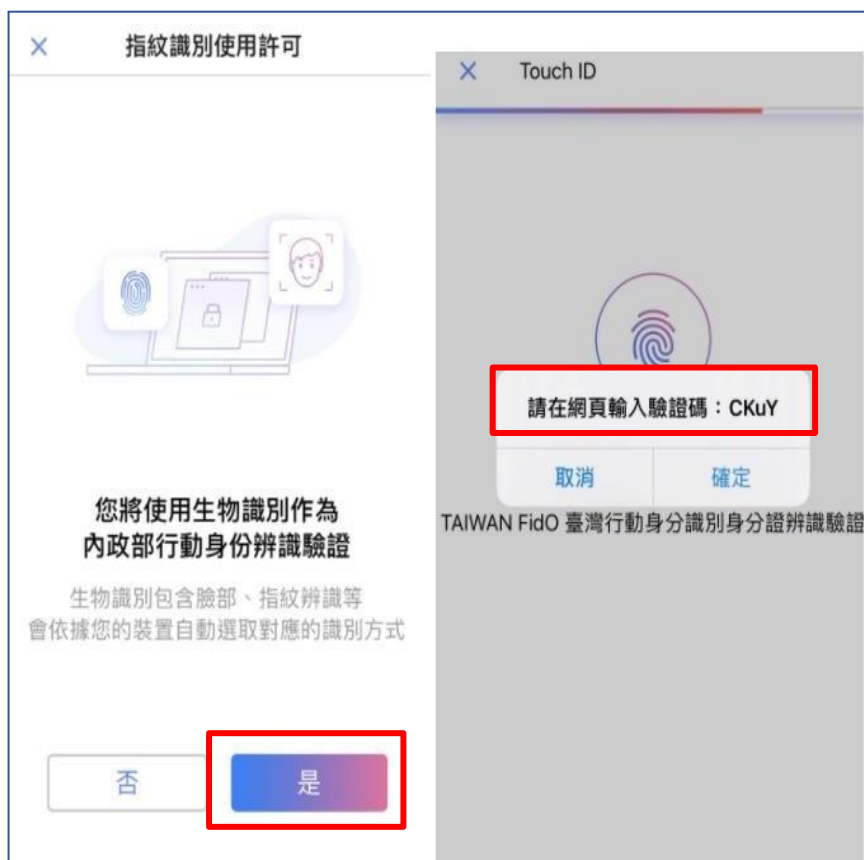 指紋識別使用許可
您將使用生物識別作為
內政部行動身份辨識驗證
生物識別包含臉部、指紋辨識等
會依據您的裝置自動選取對應的識別方式
否
是
Touch ID
請在網頁輸入驗證碼：CKuY
取消
確定
TAIWAN FidO 臺灣行動身分識別身分證辨識驗證